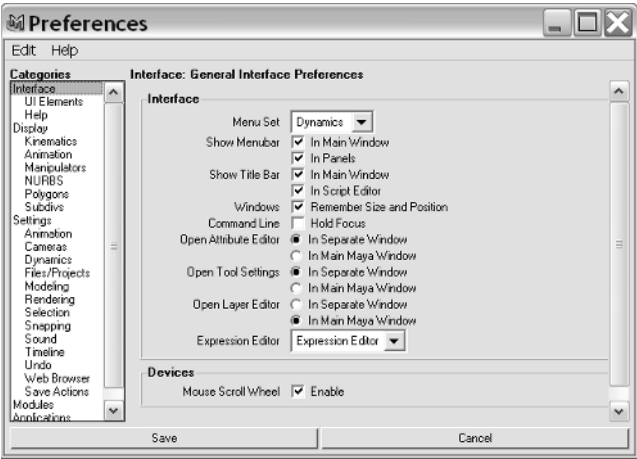 Preferences
Edit Help
Categories
Interface
UI Elements
Help
Display
Kinematics
Animation
Manipulators
NURBS
Polygons
Subdivs
Settings
Animation
Cameras
Dynamics
Files/Projects
Modeling
Rendering
Selection
Snapping
Sound
Timeline
Undo
Web Browser
Save Actions
Modules
Applications
Interface: General Interface Preferences
Interface
Menu Set Dynamics
Show Menubar In Main Window
In Panels
Show Title Bar In Main Window
In Script Editor
Windows Remember Size and Position
Command Line Hold Focus
Open Attribute Editor In Separate Window
In Main Maya Window
Open Tool Settings In Separate Window
In Main Maya Window
Open Layer Editor In Separate Window
In Main Maya Window
Expression Editor Expression Editor
Devices
Mouse Scroll Wheel Enable
Save Cancel